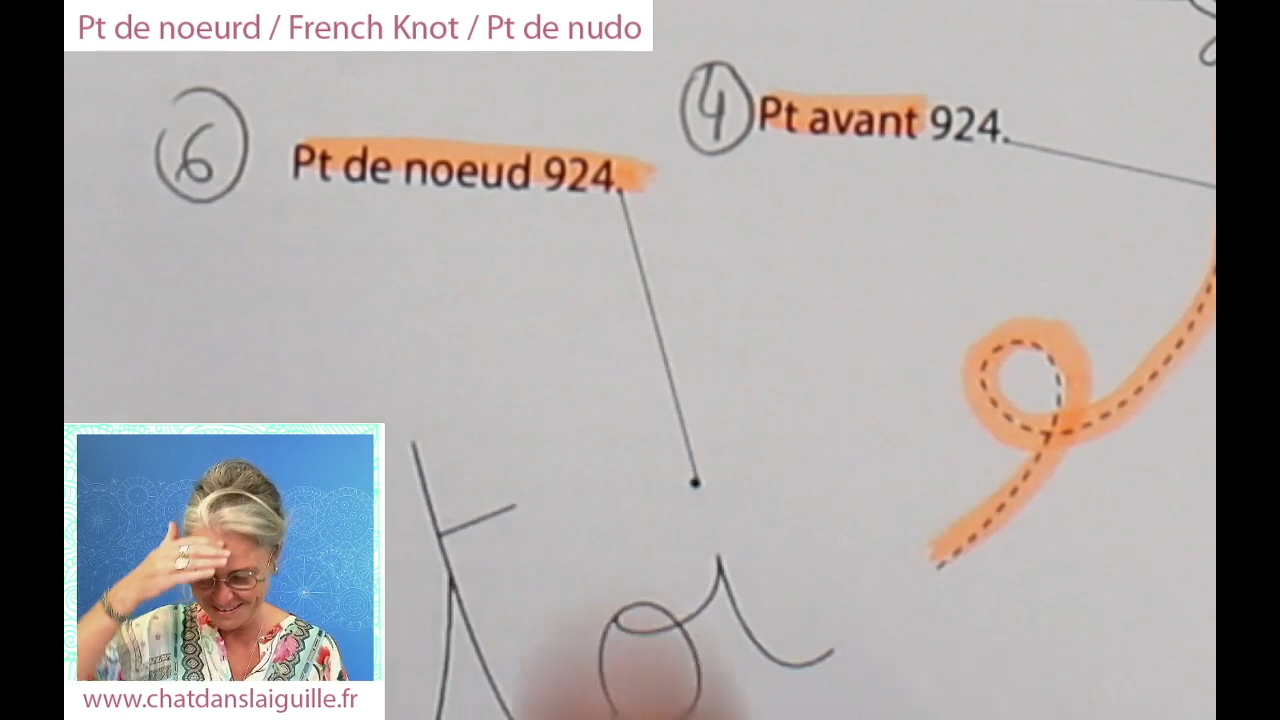 Pt de noeurd / French Knot / Pt de nudo
4 Pt avant 924.
6 Pt de noeud 924.
www.chatdanslaiguille.fr